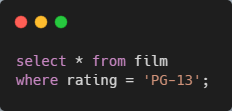 select * from film
where rating = 'PG-13';